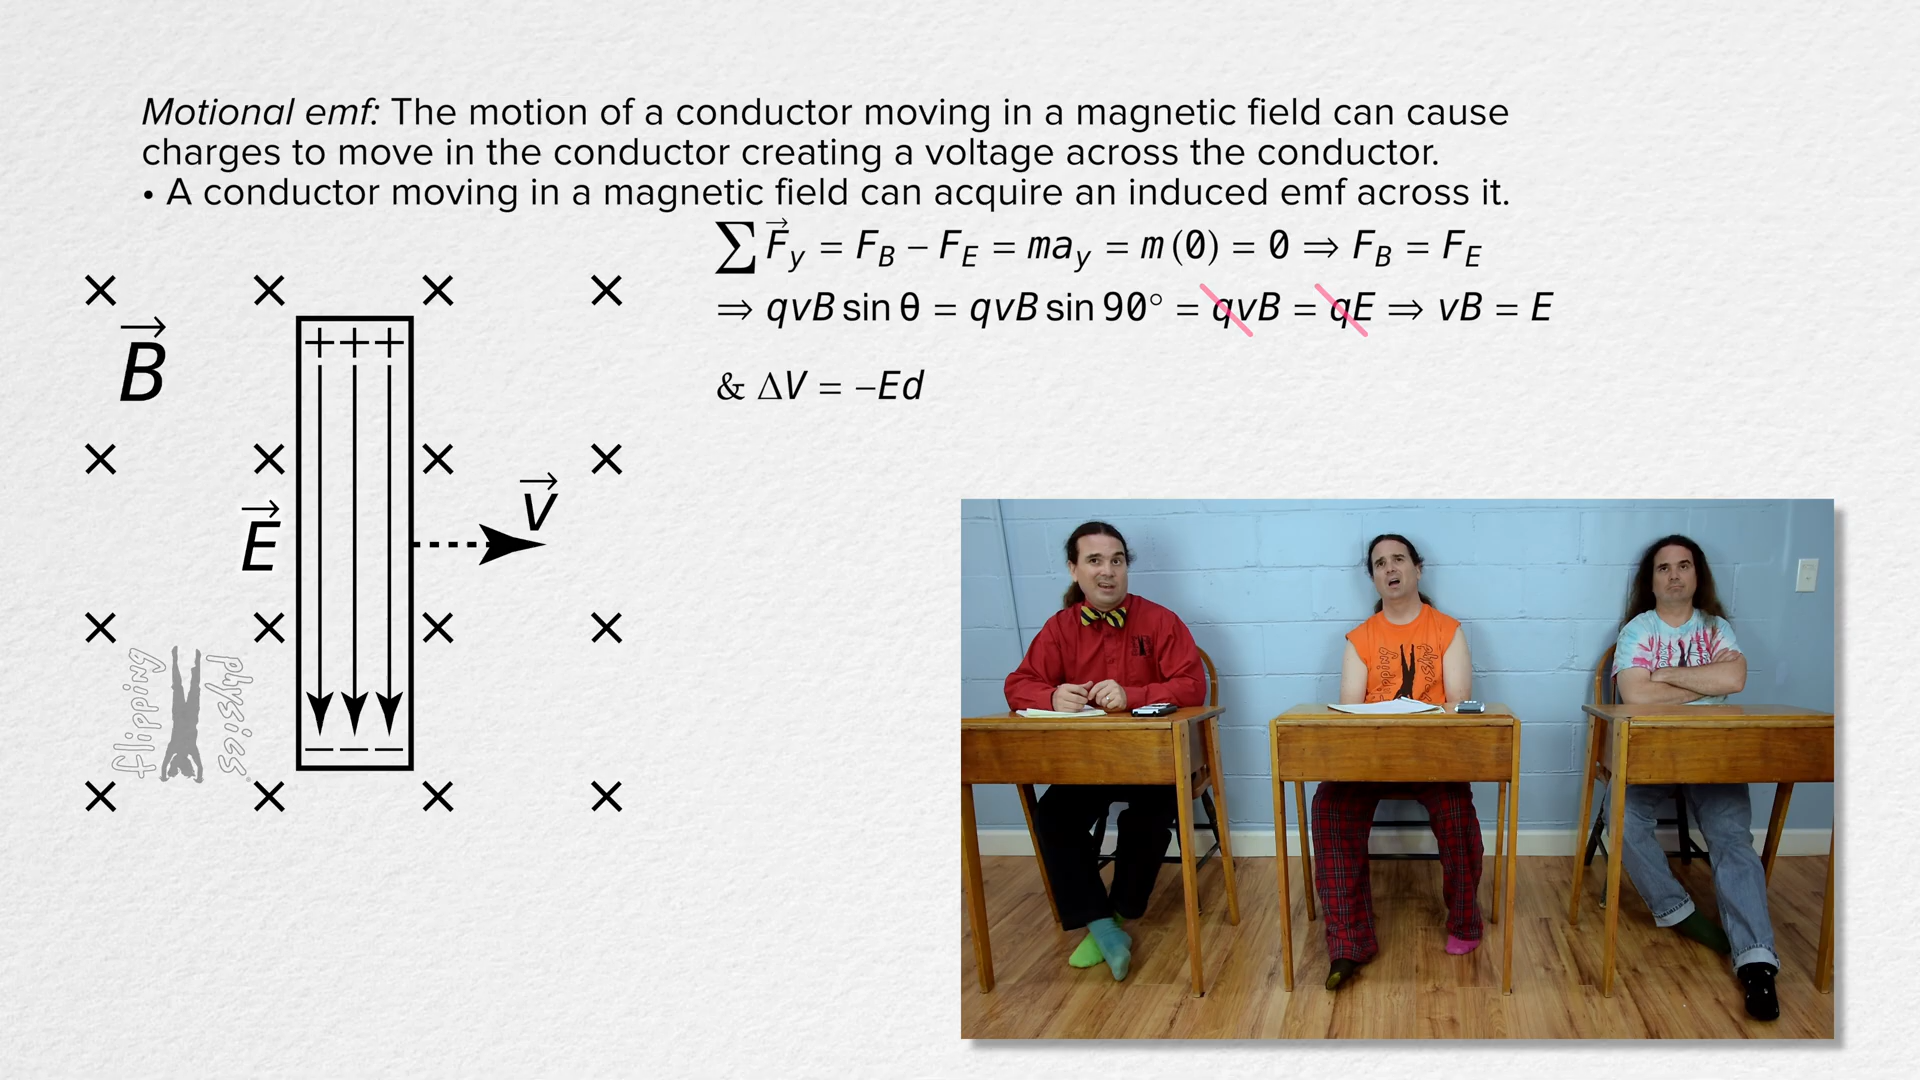 Motional emf: The motion of a conductor moving in a magnetic field can cause
charges to move in the conductor creating a voltage across the conductor.
• A conductor moving in a magnetic field can acquire an induced emf across it.
∑F⃗y = FB − FE = may = m(0) = 0 ⇒ FB = FE
⇒ qvB sin θ = qvB sin 90° = qvB = qE ⇒ vB = E
& ΔV = −Ed
B⃗
+++
E⃗
v⃗
−−−
flipping physics
flipping physics